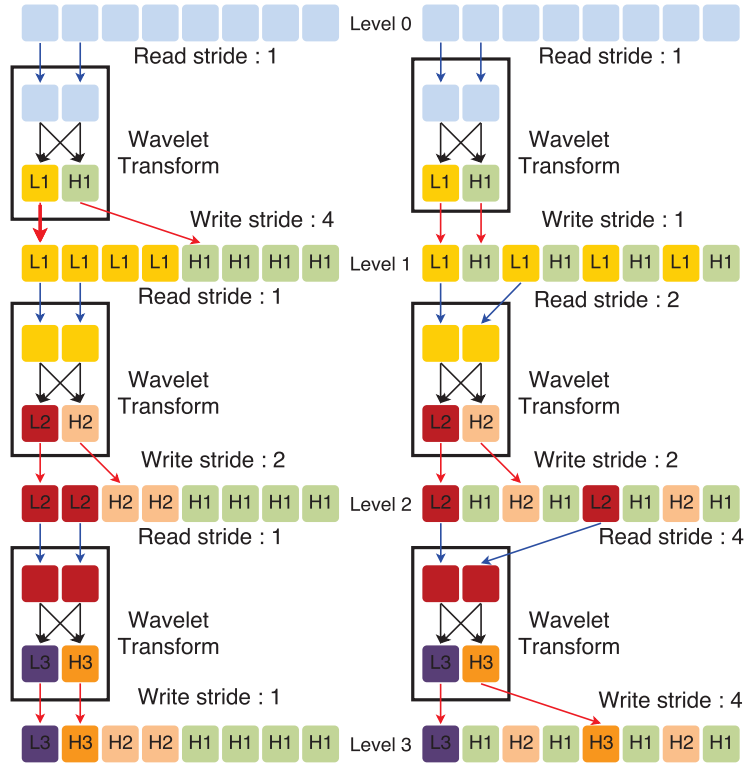 Level 0
Read stride : 1 Read stride : 1
Wavelet Wavelet
Transform Transform
L1 H1 L1 H1
Write stride : 4 Write stride : 1
L1 L1 L1 L1 H1 H1 H1 H1 Level 1 L1 H1 L1 H1 L1 H1 L1 H1
Read stride : 1 Read stride : 2
Wavelet Wavelet
Transform Transform
L2 H2 L2 H2
Write stride : 2 Write stride : 2
L2 L2 H2 H2 H1 H1 H1 H1 Level 2 L2 H1 H2 H1 L2 H1 H2 H1
Read stride : 1 Read stride : 4
Wavelet Wavelet
Transform Transform
L3 H3 L3 H3
Write stride : 1 Write stride : 4
L3 H3 H2 H2 H1 H1 H1 H1 Level 3 L3 H1 H2 H1 H3 H1 H2 H1